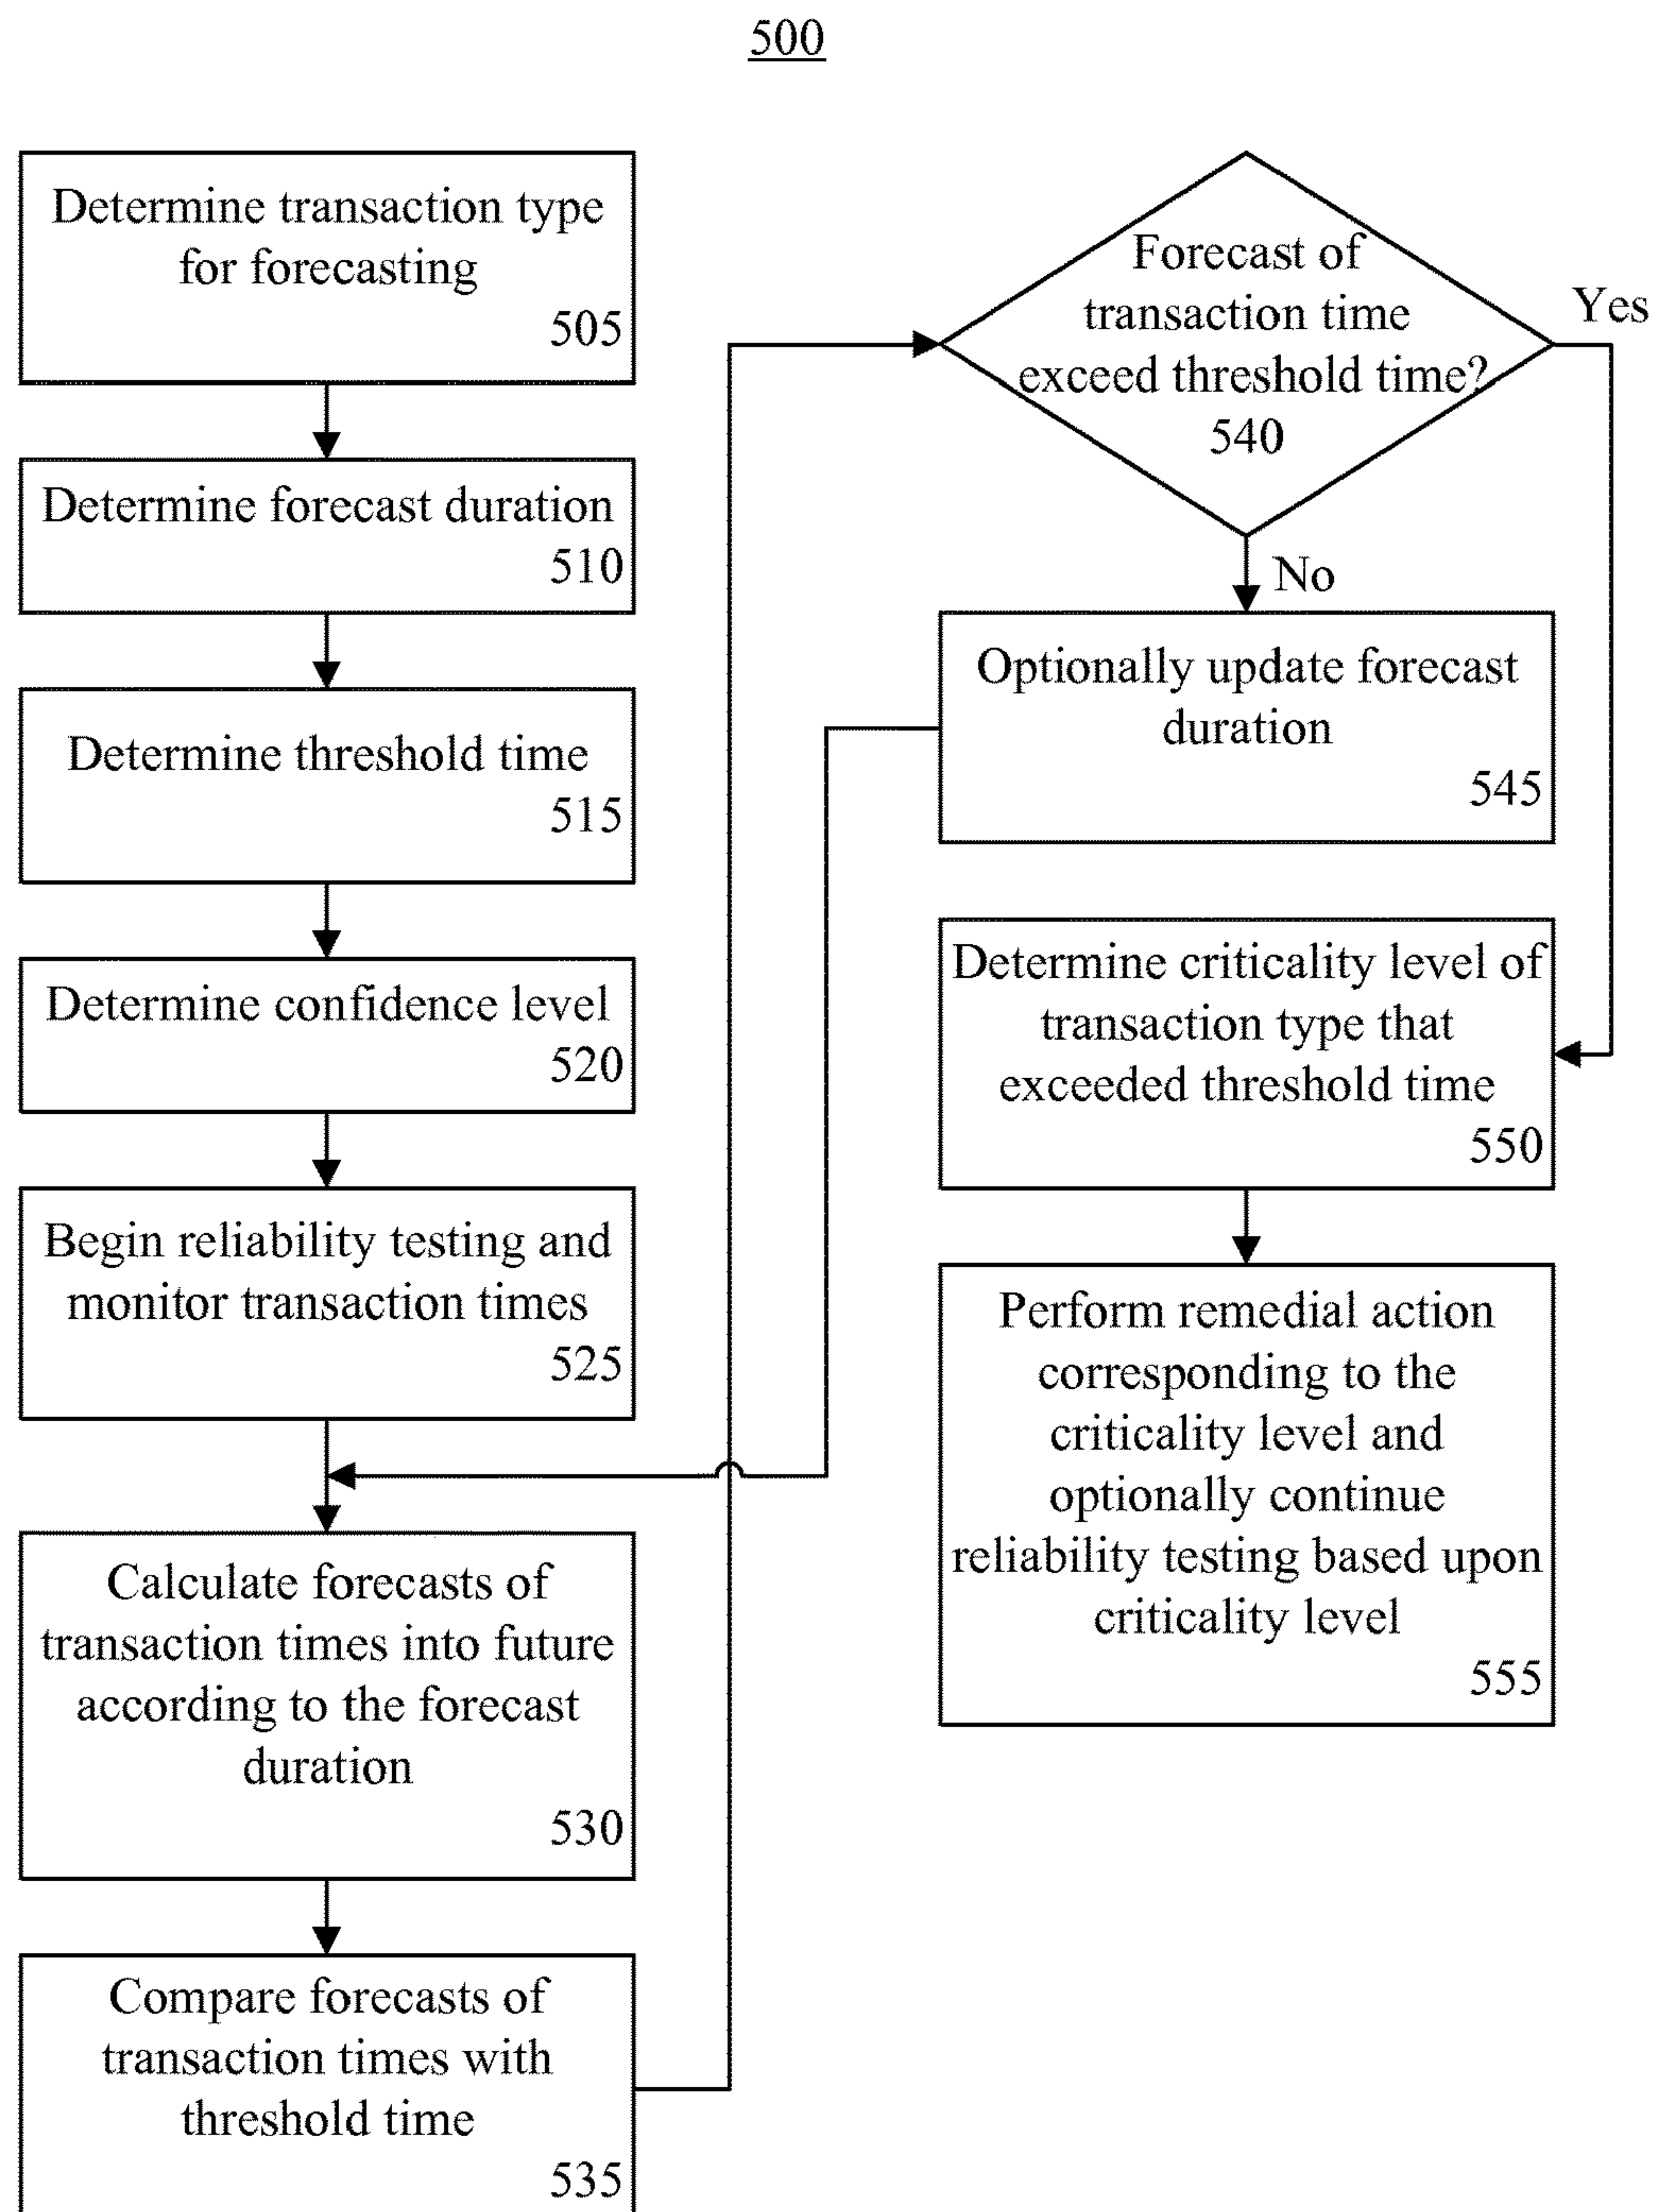 500
Determine transaction type
for forecasting
505
Determine forecast duration
510
Determine threshold time
515
Determine confidence level
520
Begin reliability testing and
monitor transaction times
525
Calculate forecasts of
transaction times into future
according to the forecast
duration
530
Compare forecasts of
transaction times with
threshold time
535
Forecast of
transaction time
exceed threshold time?
540
Yes
No
Optionally update forecast
duration
545
Determine criticality level of
transaction type that
exceeded threshold time
550
Perform remedial action
corresponding to the
criticality level and
optionally continue
reliability testing based upon
criticality level
555